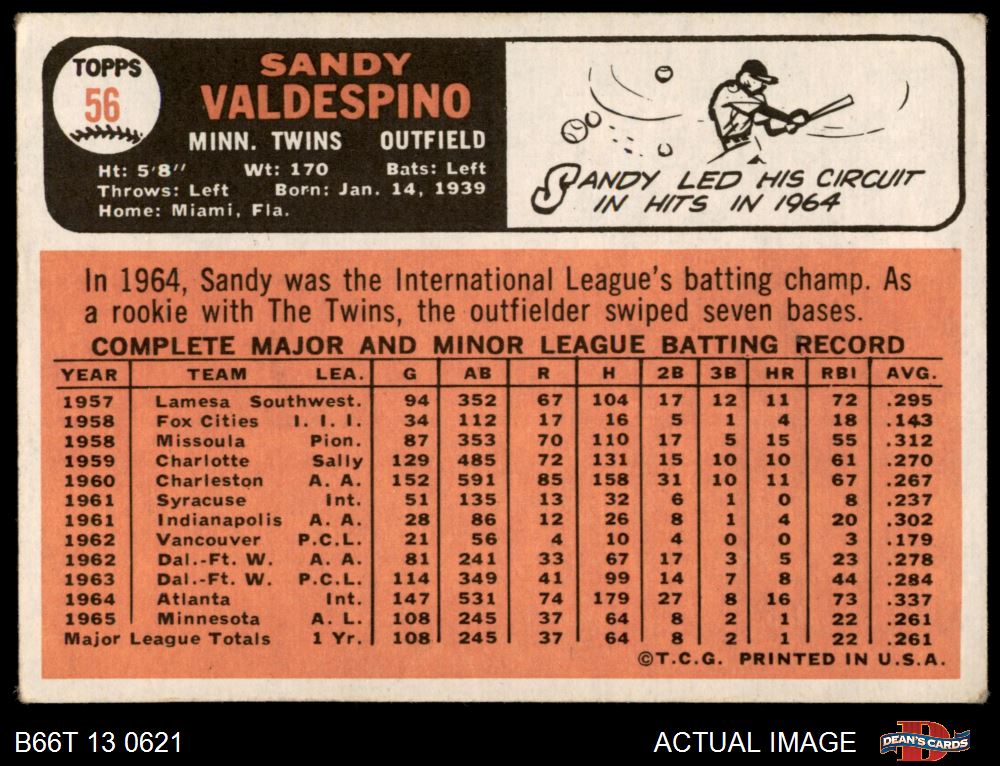 TOPPS
56
SANDY
VALDESPINO
MINN. TWINS OUTFIELD
Ht: 5'8" Wt: 170 Bats: Left
Throws: Left Born: Jan. 14, 1939
Home: Miami, Fla.
SANDY LED HIS CIRCUIT
IN HITS IN 1964
In 1964, Sandy was the International League's batting champ. As
a rookie with The Twins, the outfielder swiped seven bases.
COMPLETE MAJOR AND MINOR LEAGUE BATTING RECORD
YEAR TEAM LEA. G AB R H 2B 3B HR RBI AVG.
1957 Lamesa Southwest. 94 352 67 104 17 12 11 72 .295
1958 Fox Cities I. I. I. 34 112 17 16 5 1 4 18 .143
1958 Missoula Pion. 87 353 70 110 17 5 15 55 .312
1959 Charlotte Sally 129 485 72 131 15 10 10 61 .270
1960 Charleston A. A. 152 591 85 158 31 10 11 67 .267
1961 Syracuse Int. 51 135 13 32 6 1 0 8 .237
1961 Indianapolis A. A. 28 86 12 26 8 1 4 20 .302
1962 Vancouver P.C.L. 21 56 4 10 4 0 0 3 .179
1962 Dal.-Ft. W. A. A. 81 241 33 67 17 3 5 23 .278
1963 Dal.-Ft. W. P.C.L. 114 349 41 99 14 7 8 44 .284
1964 Atlanta Int. 147 531 74 179 27 8 16 73 .337
1965 Minnesota A. L. 108 245 37 64 8 2 1 22 .261
Major League Totals 1 Yr. 108 245 37 64 8 2 1 22 .261
©T.C.G. PRINTED IN U.S.A.
B66T 13 0621 ACTUAL IMAGE D DEAN'S CARDS